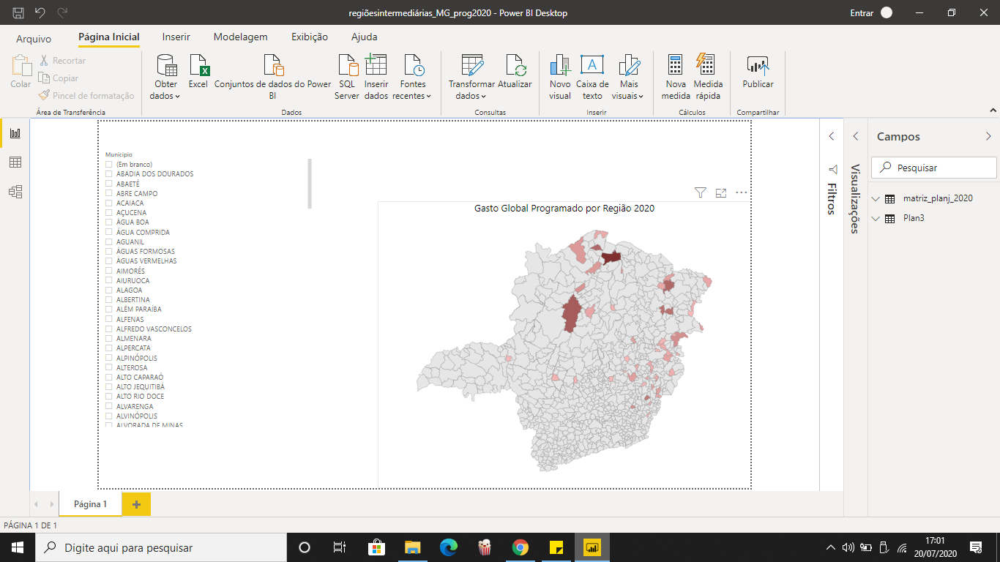 regiõesintermediárias_MG_prog2020 - Power BI Desktop
Entrar
Arquivo
Página Inicial
Inserir
Modelagem
Exibição
Ajuda
Colar
Recortar
Copiar
Pincel de formatação
Área de Transferência
Obter
dados
Excel
Conjuntos de dados do Power
BI
SQL
Server
Inserir
dados
Fontes
recentes
Dados
Transformar
dados
Atualizar
Consultas
Novo
visual
Caixa de
texto
Mais
visuais
Inserir
Nova
medida
Medida
rápida
Cálculos
Publicar
Compartilhar
Município
(Em branco)
ABADIA DOS DOURADOS
ABAETÉ
ABRE CAMPO
ACAIACA
AÇUCENA
ÁGUA BOA
ÁGUA COMPRIDA
AGUANIL
ÁGUAS FORMOSAS
ÁGUAS VERMELHAS
AIMORÉS
AIURUOCA
ALAGOA
ALBERTINA
ALÉM PARAÍBA
ALFENAS
ALFREDO VASCONCELOS
ALMENARA
ALPERCATA
ALPINÓPOLIS
ALTEROSA
ALTO CAPARAÓ
ALTO JEQUITIBÁ
ALTO RIO DOCE
ALVARENGA
ALVINÓPOLIS
ALVORADA DE MINAS
Gasto Global Programado por Região 2020
Filtros
Visualizações
Campos
Pesquisar
matriz_planj_2020
Plan3
Página 1
PÁGINA 1 DE 1
Digite aqui para pesquisar
17:01
20/07/2020